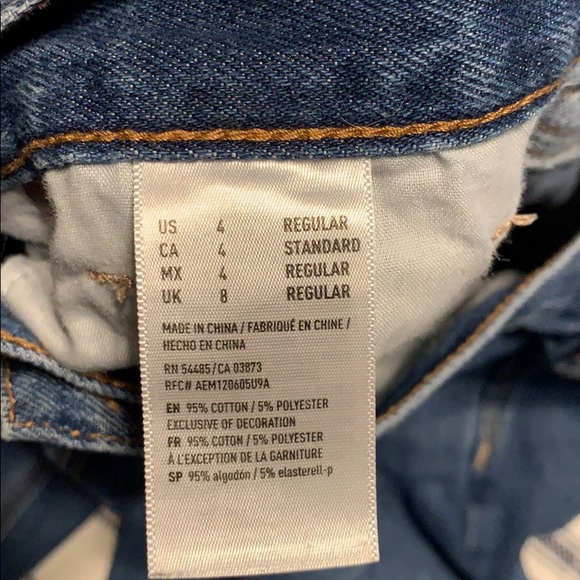 US 4 REGULAR
CA 4 STANDARD
MX 4 REGULAR
UK 8 REGULAR
MADE IN CHINA / FABRIQUÉ EN CHINE /
HECHO EN CHINA
RN 54485/CA 03873
RFC# AEM120605U9A
EN 95% COTTON / 5% POLYESTER
EXCLUSIVE OF DECORATION
FR 95% COTON / 5% POLYESTER
À L'EXCEPTION DE LA GARNITURE
SP 95% algodón / 5% elasterell-p